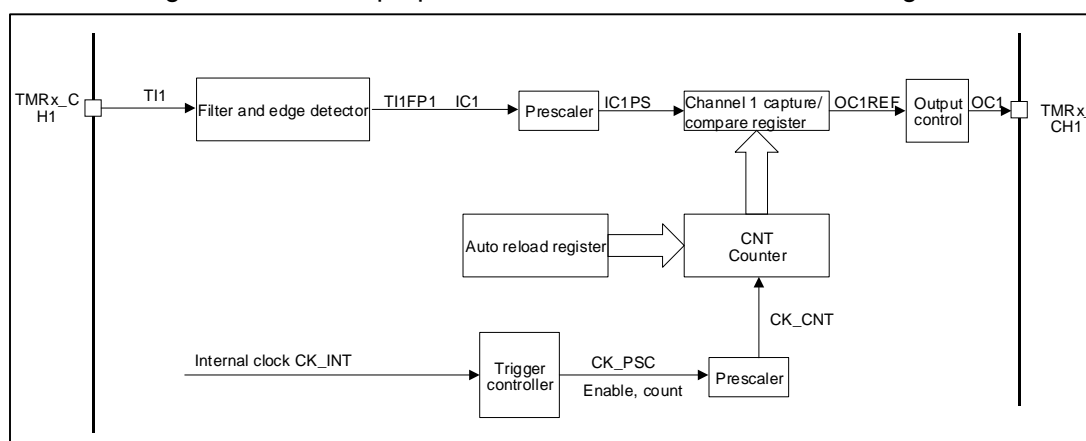 TMRx_C
H1
TI1
Filter and edge detector
TI1FP1
IC1
Prescaler
IC1PS
Channel 1 capture/
compare register
OC1REF
Output
control
OC1
TMRx_
CH1
Auto reload register
CNT
Counter
CK_CNT
Internal clock CK_INT
Trigger
controller
CK_PSC
Enable, count
Prescaler